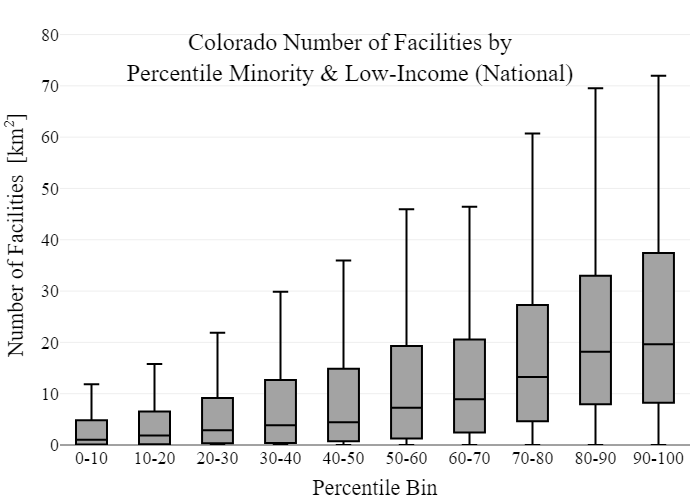 Colorado Number of Facilities by
Percentile Minority & Low-Income (National)
Number of Facilities [km²]
80
70
60
50
40
30
20
10
0
0-10 10-20 20-30 30-40 40-50 50-60 60-70 70-80 80-90 90-100
Percentile Bin